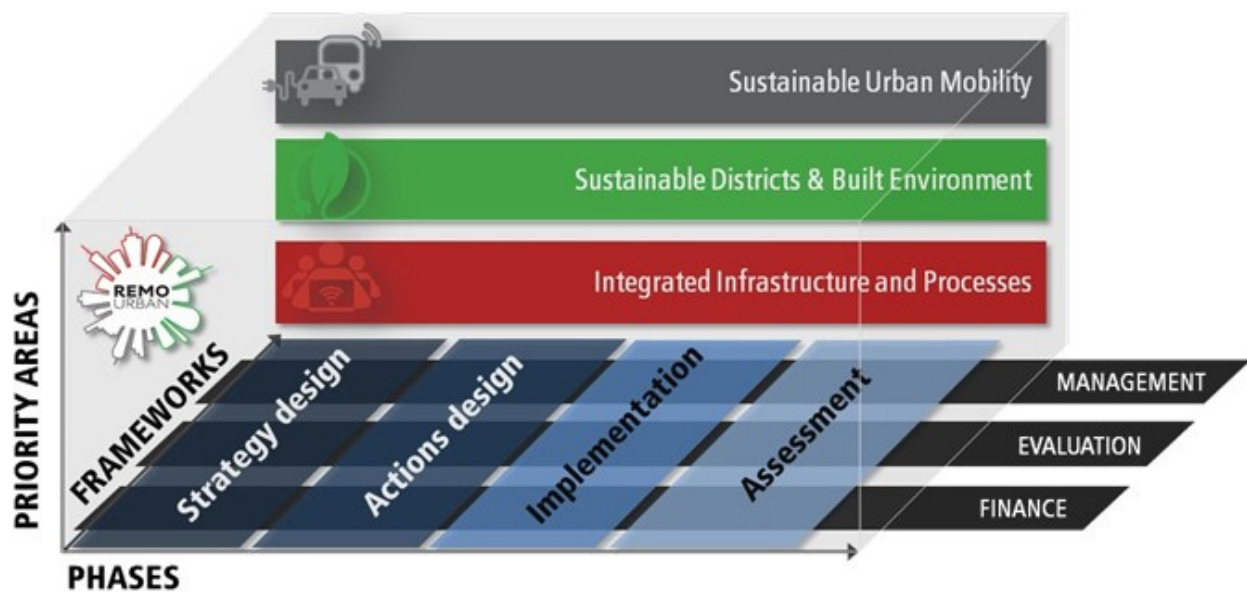 Sustainable Urban Mobility
Sustainable Districts & Built Environment
Integrated Infrastructure and Processes
REMO
URBAN
PRIORITY AREAS
FRAMEWORKS
Strategy design
Actions design
Implementation
Assessment
MANAGEMENT
EVALUATION
FINANCE
PHASES